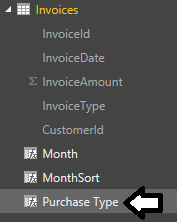 Invoices
InvoiceId
InvoiceDate
InvoiceAmount
InvoiceType
CustomerId
Month
MonthSort
Purchase Type